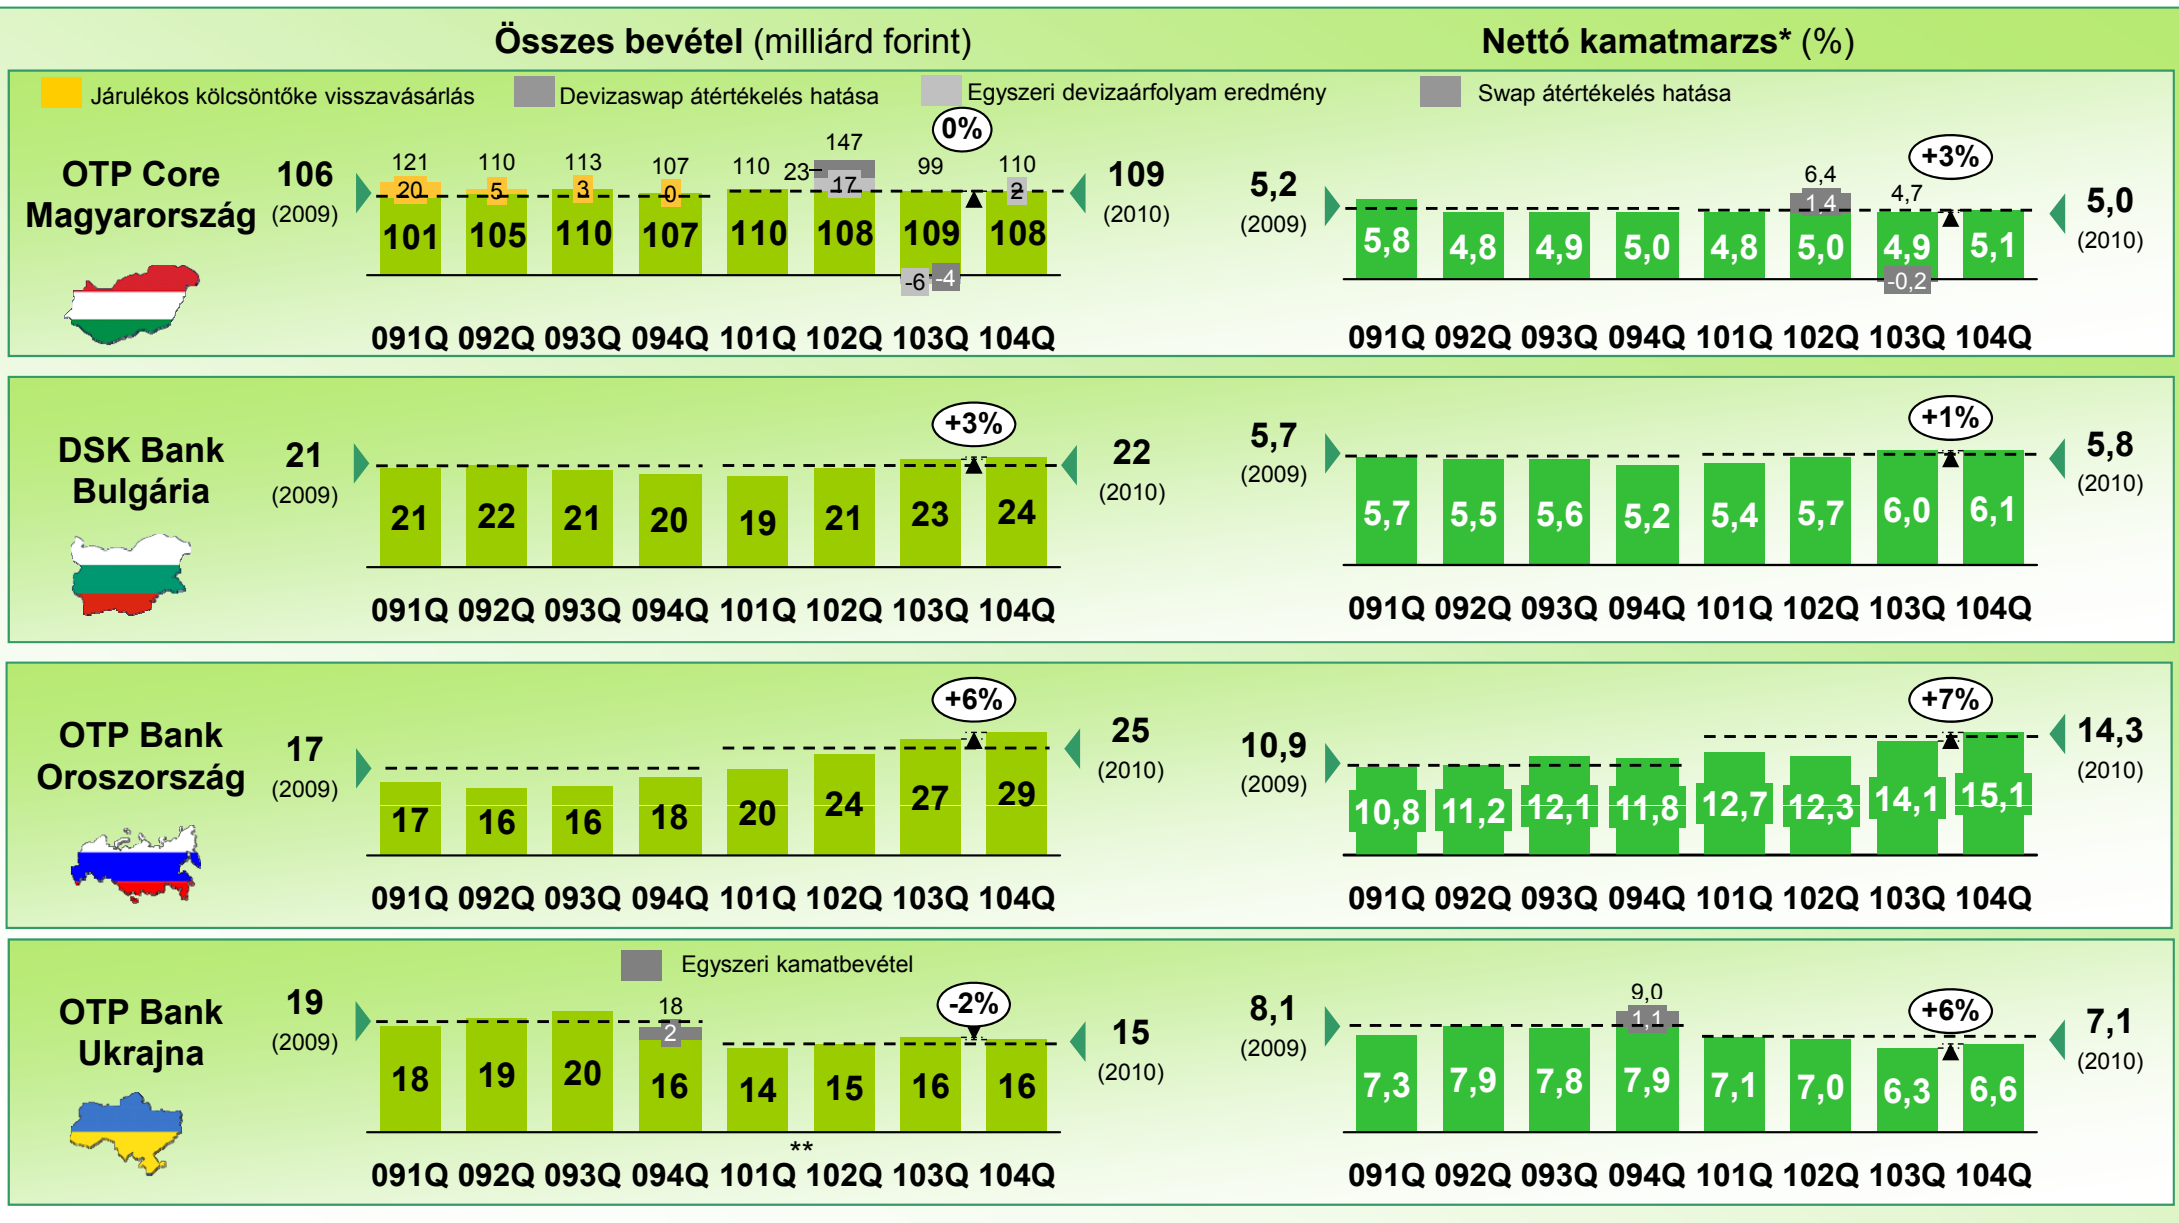 Összes bevétel (milliárd forint)
Nettó kamatmarzs* (%)
Járulékos kölcsöntőke visszavásárlás
Devizaswap átértékelés hatása
Egyszeri devizaárfolyam eredmény
Swap átértékelés hatása
OTP Core
Magyarország
106
(2009)
121 110 113 107 110 147 99 110
20 5 3 0 23 17 2
0%
101 105 110 107 110 108 109 108
-6 -4
109
(2010)
091Q 092Q 093Q 094Q 101Q 102Q 103Q 104Q
5,2
(2009)
6,4 4,7
1,4
+3%
5,8 4,8 4,9 5,0 4,8 5,0 4,9 5,1
-0,2
5,0
(2010)
091Q 092Q 093Q 094Q 101Q 102Q 103Q 104Q
DSK Bank
Bulgária
21
(2009)
+3%
21 22 21 20 19 21 23 24
22
(2010)
091Q 092Q 093Q 094Q 101Q 102Q 103Q 104Q
5,7
(2009)
+1%
5,7 5,5 5,6 5,2 5,4 5,7 6,0 6,1
5,8
(2010)
091Q 092Q 093Q 094Q 101Q 102Q 103Q 104Q
OTP Bank
Oroszország
17
(2009)
+6%
17 16 16 18 20 24 27 29
25
(2010)
091Q 092Q 093Q 094Q 101Q 102Q 103Q 104Q
10,9
(2009)
+7%
10,8 11,2 12,1 11,8 12,7 12,3 14,1 15,1
14,3
(2010)
091Q 092Q 093Q 094Q 101Q 102Q 103Q 104Q
Egyszeri kamatbevétel
OTP Bank
Ukrajna
19
(2009)
18
2
-2%
18 19 20 16 14 15 16 16
15
(2010)
**
091Q 092Q 093Q 094Q 101Q 102Q 103Q 104Q
8,1
(2009)
9,0
1,1
+6%
7,3 7,9 7,8 7,9 7,1 7,0 6,3 6,6
7,1
(2010)
091Q 092Q 093Q 094Q 101Q 102Q 103Q 104Q